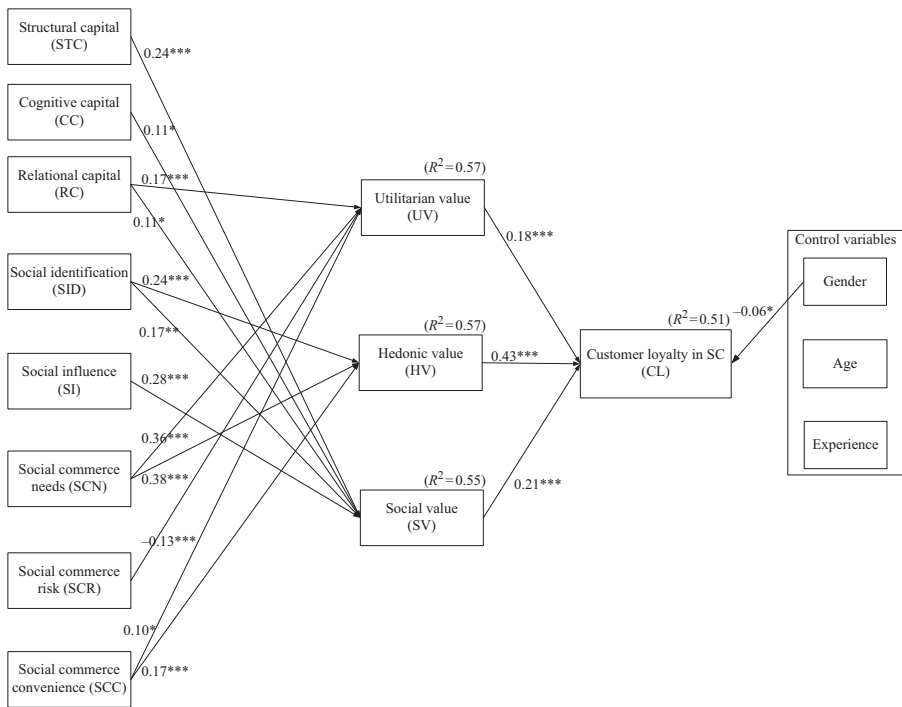 Structural capital
(STC)
0.24***
Cognitive capital
(CC)
0.11*
Relational capital
(RC)
0.17***
0.11*
Social identification
(SID)
0.24***
0.17**
Social influence
(SI)
0.28***
Social commerce
needs (SCN)
0.36***
0.38***
Social commerce
risk (SCR)
–0.13***
Social commerce
convenience (SCC)
0.10*
0.17***
(R²=0.57)
Utilitarian value
(UV)
0.18***
(R²=0.57)
Hedonic value
(HV)
0.43***
(R²=0.55)
Social value
(SV)
0.21***
(R²=0.51)
Customer loyalty in SC
(CL)
–0.06*
Control variables
Gender
Age
Experience